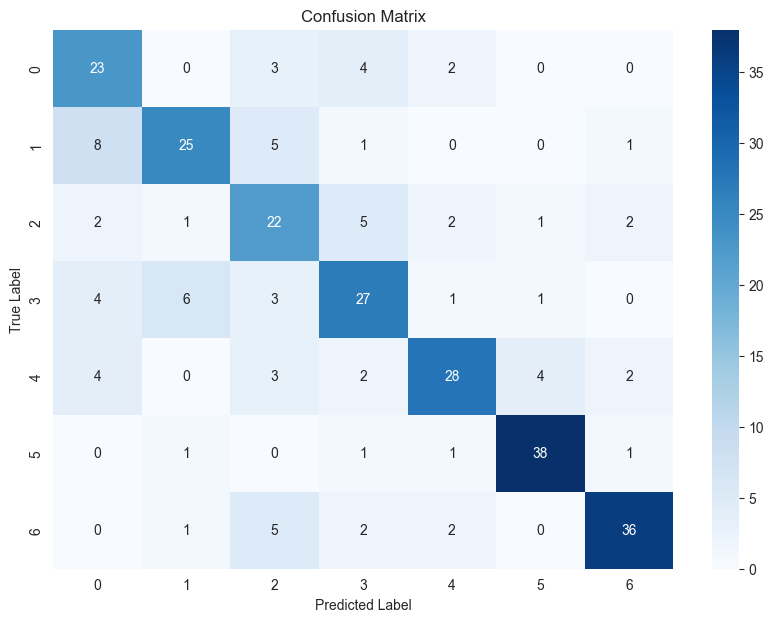 Confusion Matrix
True Label
0 23 0 3 4 2 0 0
1 8 25 5 1 0 0 1
2 2 1 22 5 2 1 2
3 4 6 3 27 1 1 0
4 4 0 3 2 28 4 2
5 0 1 0 1 1 38 1
6 0 1 5 2 2 0 36
0 1 2 3 4 5 6
Predicted Label
35
30
25
20
15
10
5
0